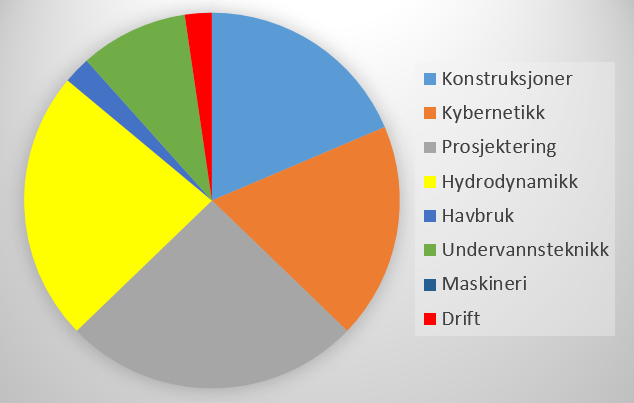 Konstruksjoner
Kybernetikk
Prosjektering
Hydrodynamikk
Havbruk
Undervannsteknikk
Maskineri
Drift